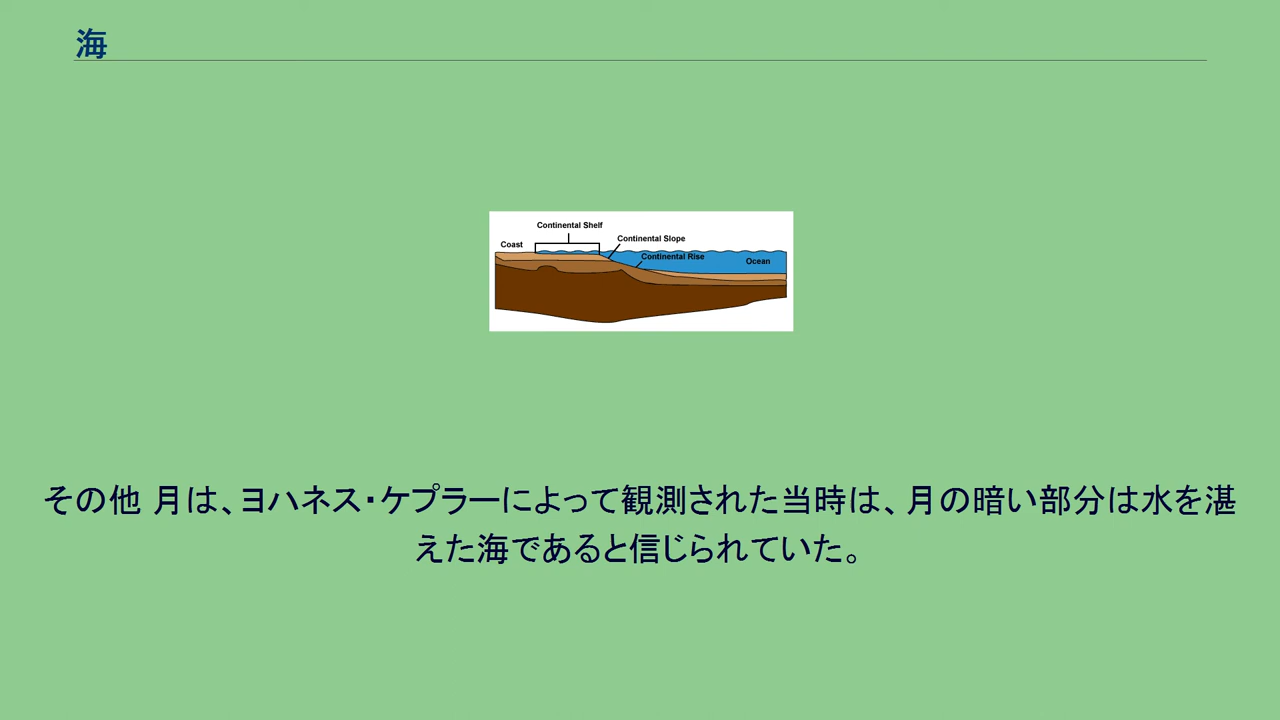 海
Continental Shelf
Coast
Continental Slope
Continental Rise
Ocean
その他 月は、ヨハネス・ケプラーによって観測された当時は、月の暗い部分は水を湛
えた海であると信じられていた。